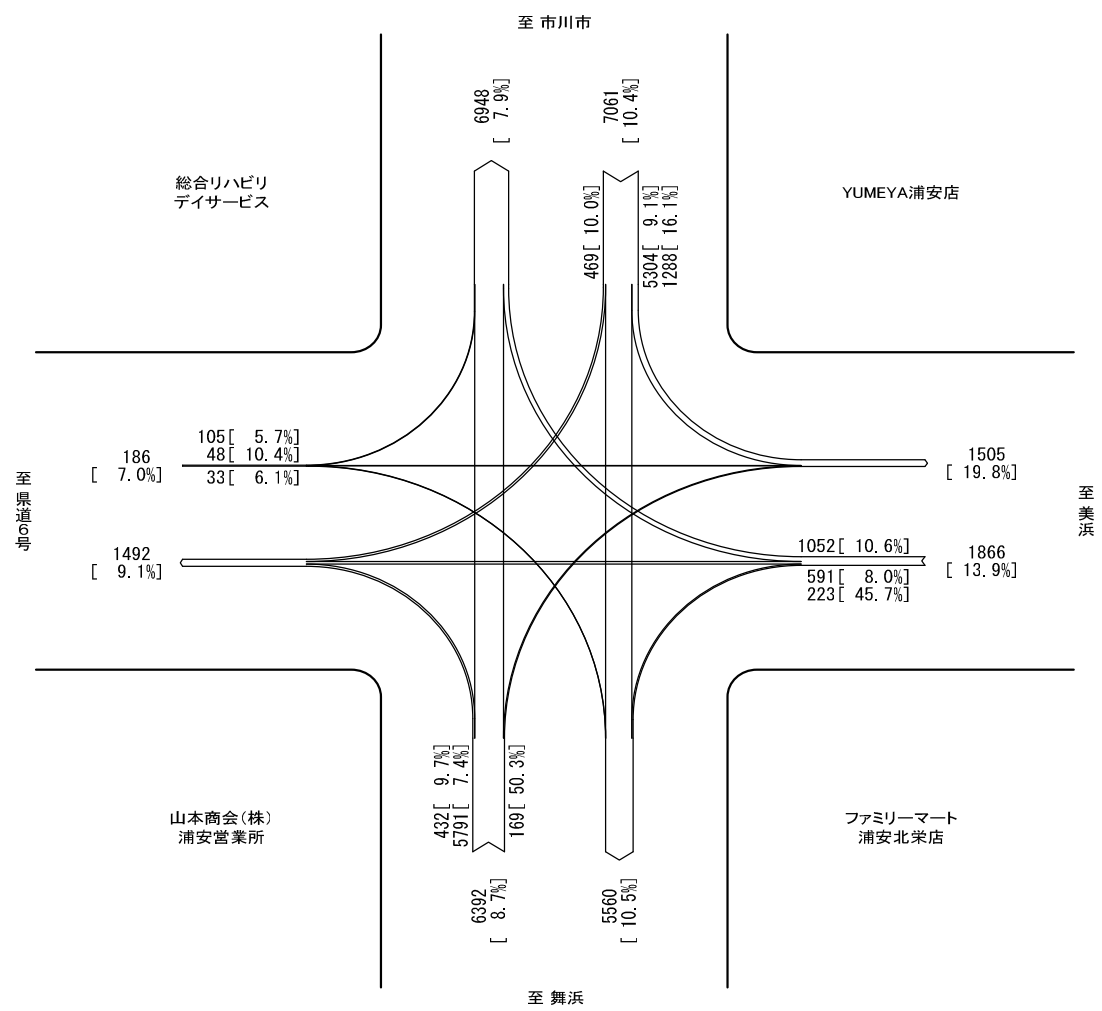 至 市川市
6948
[ 7.9%]
7061
[ 10.4%]
総合リハビリ
デイサービス
YUMEYA浦安店
469[ 10.0%]
5304[ 9.1%]
1288[ 16.1%]
至 県道6号
186
[ 7.0%]
105[ 5.7%]
48[ 10.4%]
33[ 6.1%]
1505
[ 19.8%]
至 美浜
1492
[ 9.1%]
1052[ 10.6%]
591[ 8.0%]
223[ 45.7%]
1866
[ 13.9%]
432[ 9.7%]
5791[ 7.4%]
169[ 50.3%]
山本商会(株)
浦安営業所
ファミリーマート
浦安北栄店
6392
[ 8.7%]
5560
[ 10.5%]
至 舞浜